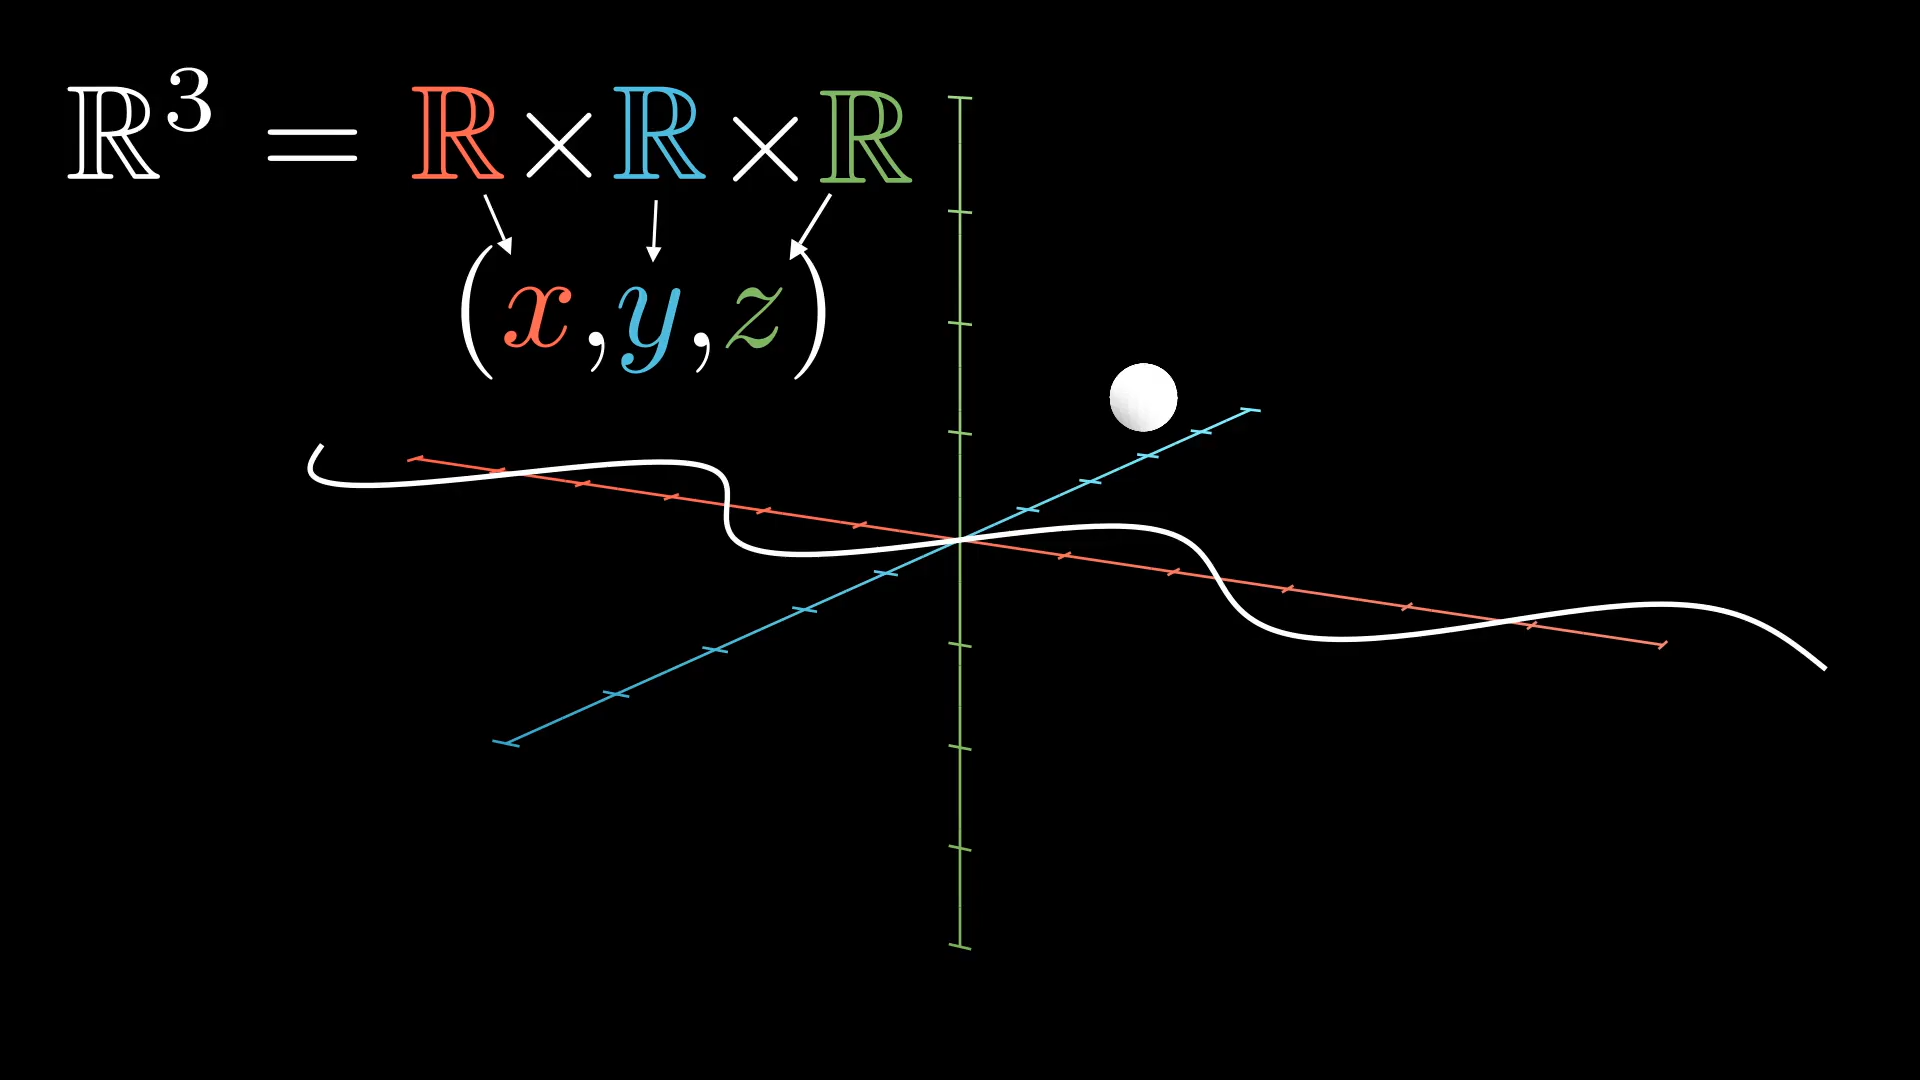 ℝ³ = ℝ × ℝ × ℝ
(x, y, z)